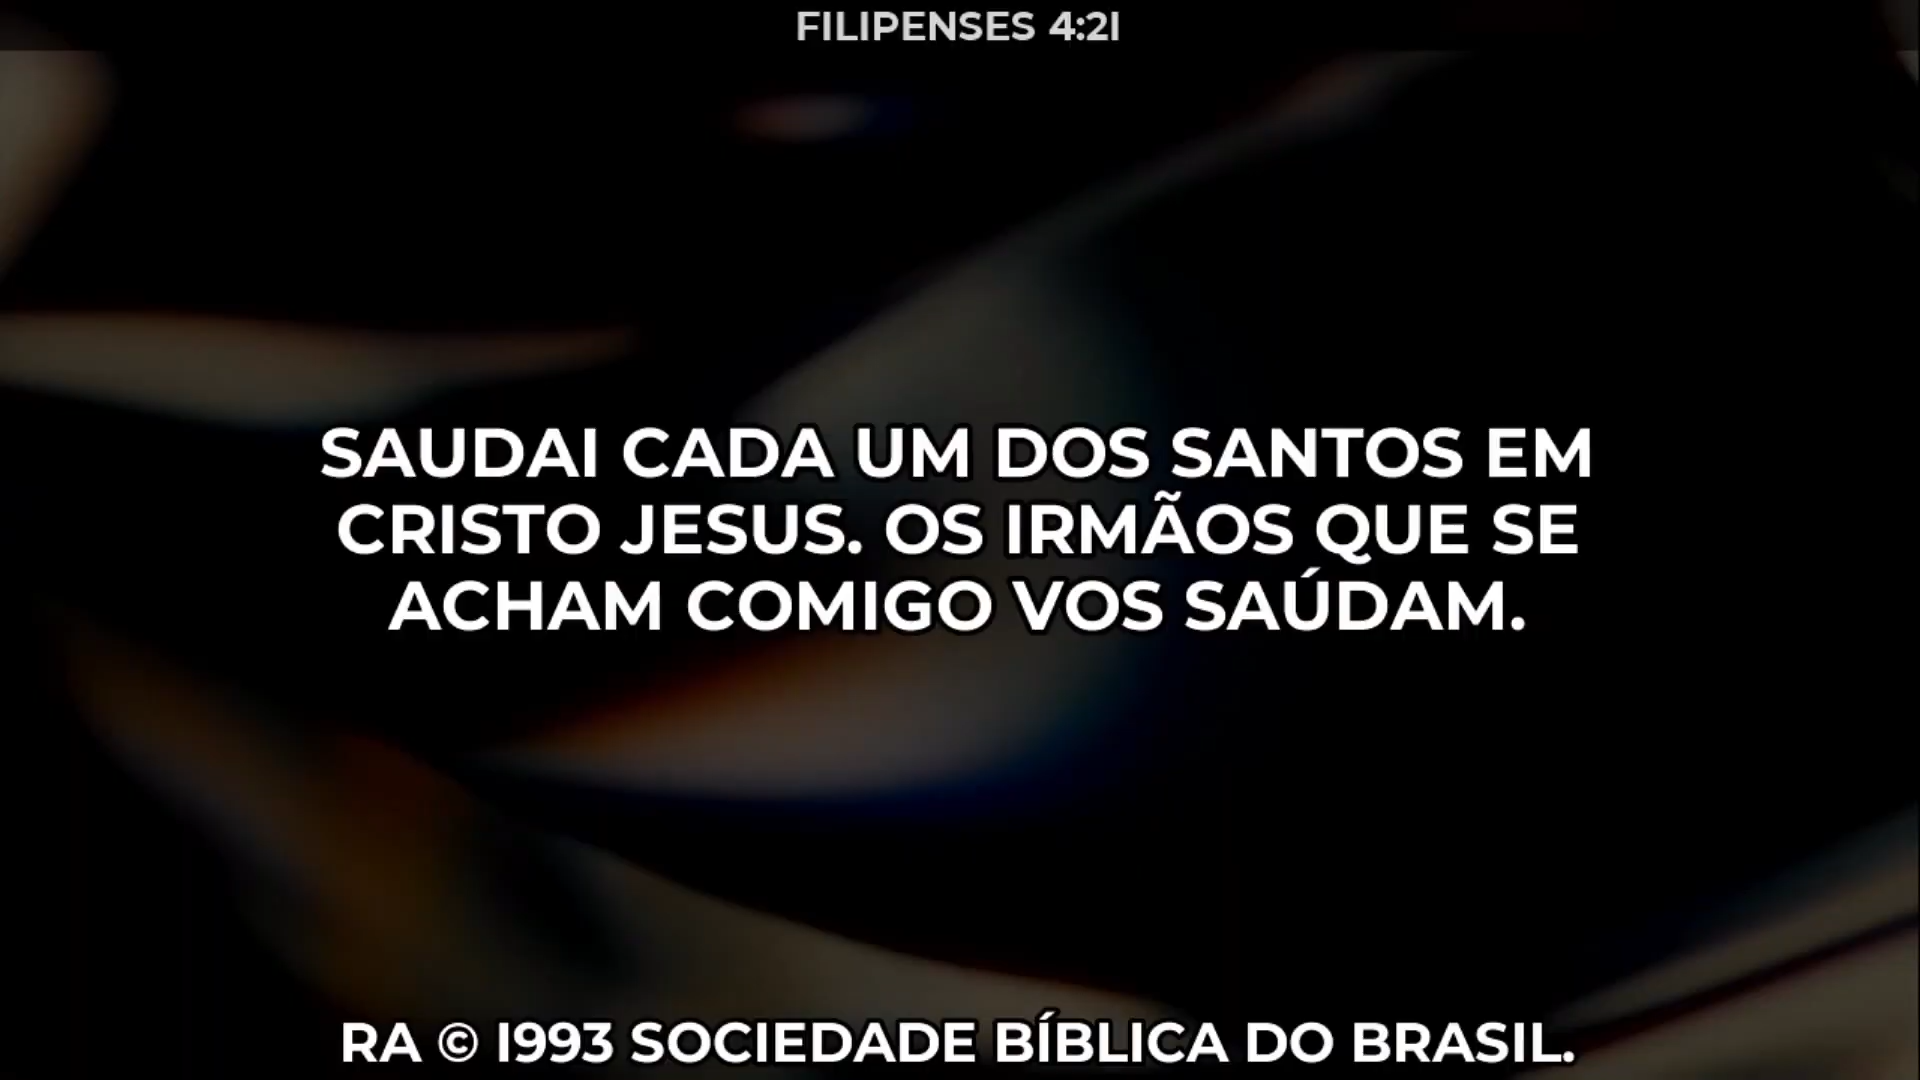 FILIPENSES 4:21
SAUDAI CADA UM DOS SANTOS EM
CRISTO JESUS. OS IRMÃOS QUE SE
ACHAM COMIGO VOS SAÚDAM.
RA © 1993 SOCIEDADE BÍBLICA DO BRASIL.